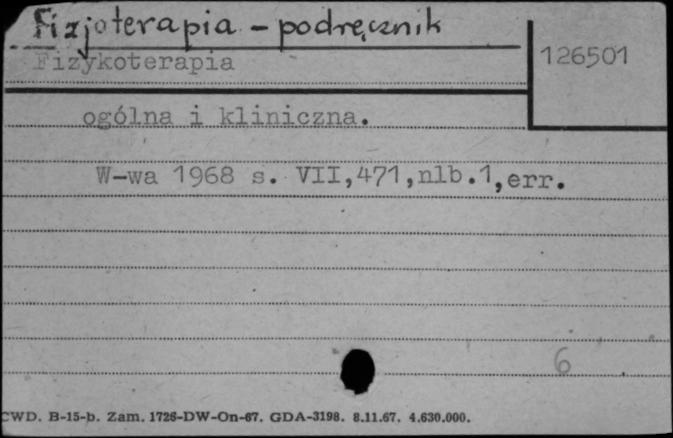 Fizjoterapia - podręcznik
Fizykoterapia
126501
ogólna i kliniczna.
W-wa 1968 s. VII,471,nlb.1,err.
6
CWD. B-15-b. Zam. 1726-DW-On-67. GDA-3198. 8.11.67. 4.630.000.